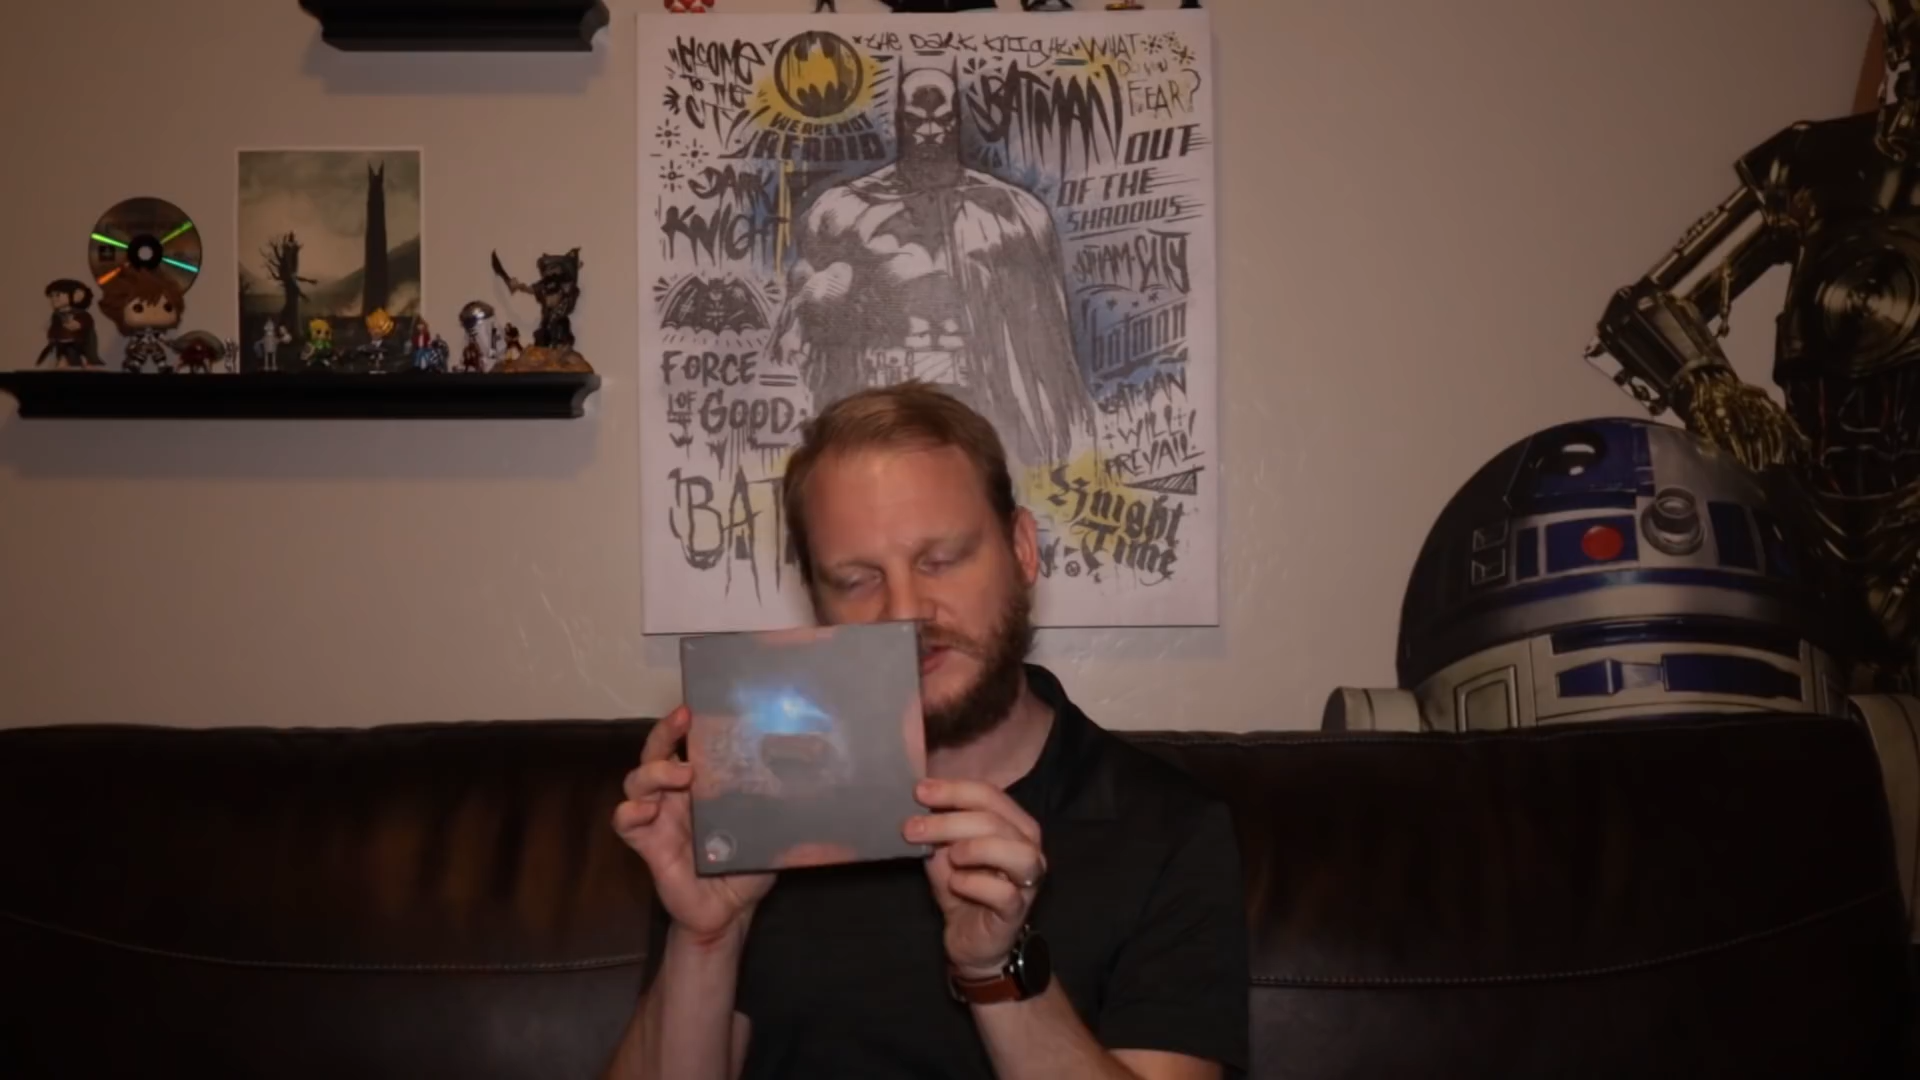 WELCOME
TO THE
CITY
THE DARK KNIGHT
WHAT
DO YOU
FEAR?
WE ARE NOT
AFRAID
BATMAN
OUT
OF THE
SHADOWS
DARK
KNIGHT
GOTHAM CITY
Batman
FORCE
OF
GOOD
BATMAN
WILL
PREVAIL
BAT
Knight
Time